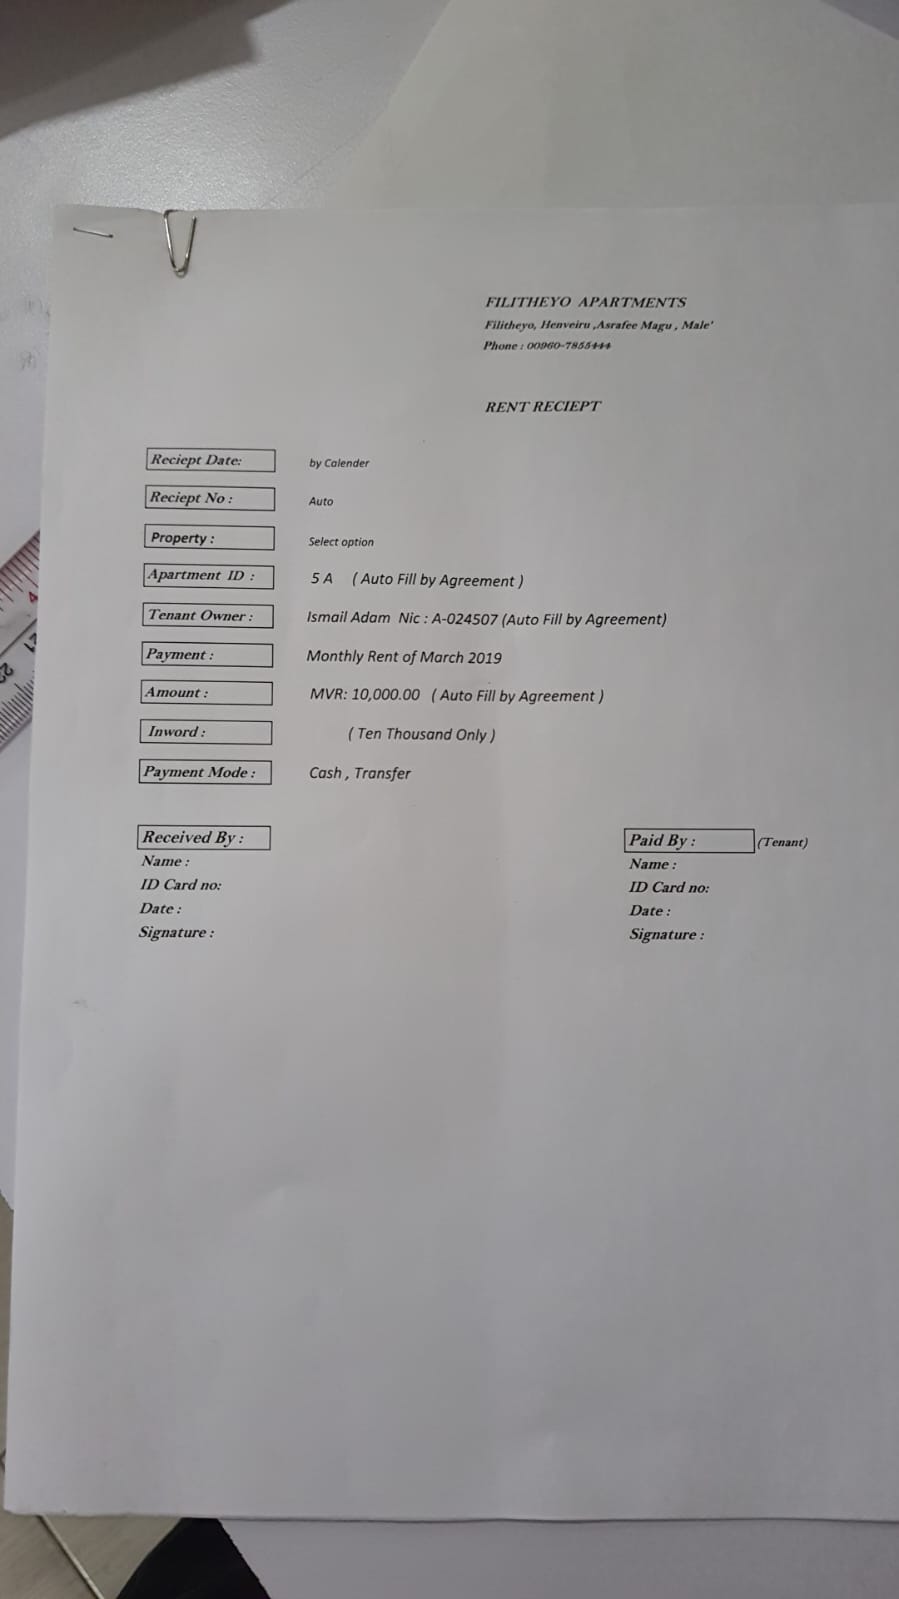 FILITHEYO APARTMENTS
Filitheyo, Henveiru ,Asrafee Magu , Male'
Phone : 00960-7855444
RENT RECIEPT
Reciept Date: by Calender
Reciept No : Auto
Property : Select option
Apartment ID : 5 A ( Auto Fill by Agreement )
Tenant Owner : Ismail Adam Nic : A-024507 (Auto Fill by Agreement)
Payment : Monthly Rent of March 2019
Amount : MVR: 10,000.00 ( Auto Fill by Agreement )
Inword : ( Ten Thousand Only )
Payment Mode : Cash , Transfer
Received By :
Name :
ID Card no:
Date :
Signature :
Paid By : (Tenant)
Name :
ID Card no:
Date :
Signature :